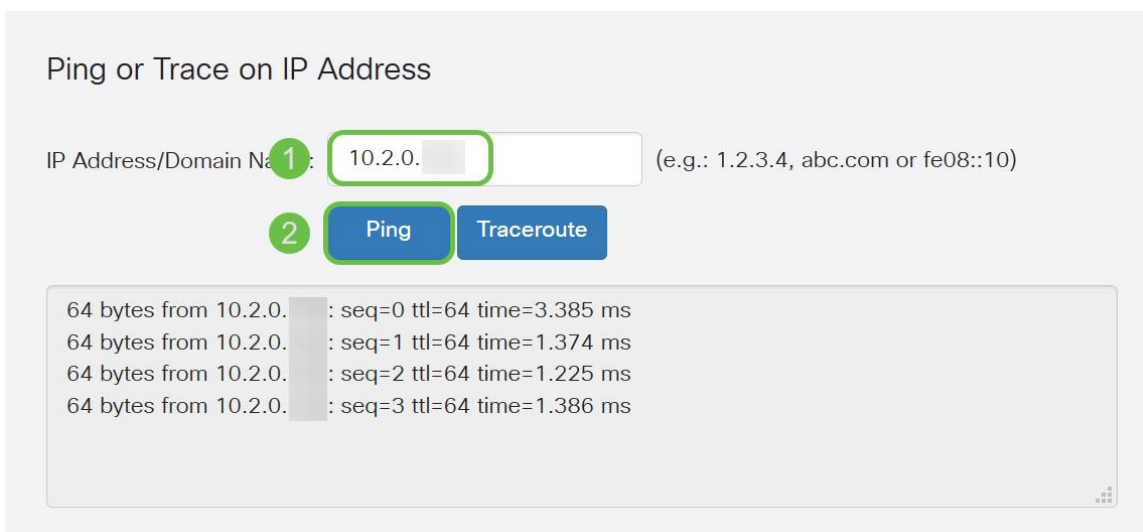 Ping or Trace on IP Address
IP Address/Domain Na 1 : 10.2.0. (e.g.: 1.2.3.4, abc.com or fe08::10)
2 Ping Traceroute
64 bytes from 10.2.0. : seq=0 ttl=64 time=3.385 ms
64 bytes from 10.2.0. : seq=1 ttl=64 time=1.374 ms
64 bytes from 10.2.0. : seq=2 ttl=64 time=1.225 ms
64 bytes from 10.2.0. : seq=3 ttl=64 time=1.386 ms